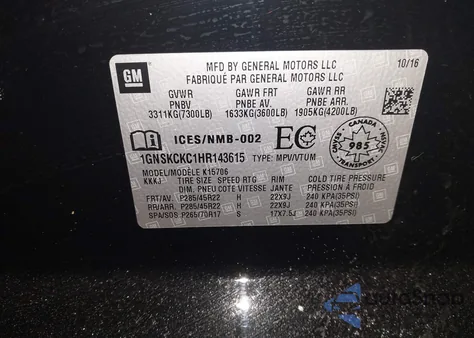 GM
MFD BY GENERAL MOTORS LLC
FABRIQUÉ PAR GENERAL MOTORS LLC
10/16
GVWR GAWR FRT GAWR RR
PNBV PNBE AV. PNBE ARR.
3311KG(7300LB) 1633KG(3600LB) 1905KG(4200LB)
ICES/NMB-002 EC
CANADA
985
TRANSPORT
1GNSKCKC1HR143615 TYPE: MPV/VTUM
MODEL/MODÈLE K15706
KKKJ TIRE SIZE SPEED RTG RIM COLD TIRE PRESSURE
DIM. PNEU COTE VITESSE JANTE PRESSION À FROID
FRT/AV. P285/45R22 H 22X9J 240 KPA(35PSI)
RR/ARR. P285/45R22 H 22X9J 240 KPA(35PSI)
SPA/SOS P265/70R17 S 17X7.5J 240 KPA(35PSI)